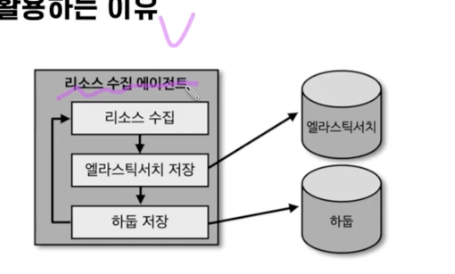 활용하는 이유
리소스 수집 에이전트
리소스 수집
엘라스틱서치 저장
하둡 저장
엘라스틱서치
하둡